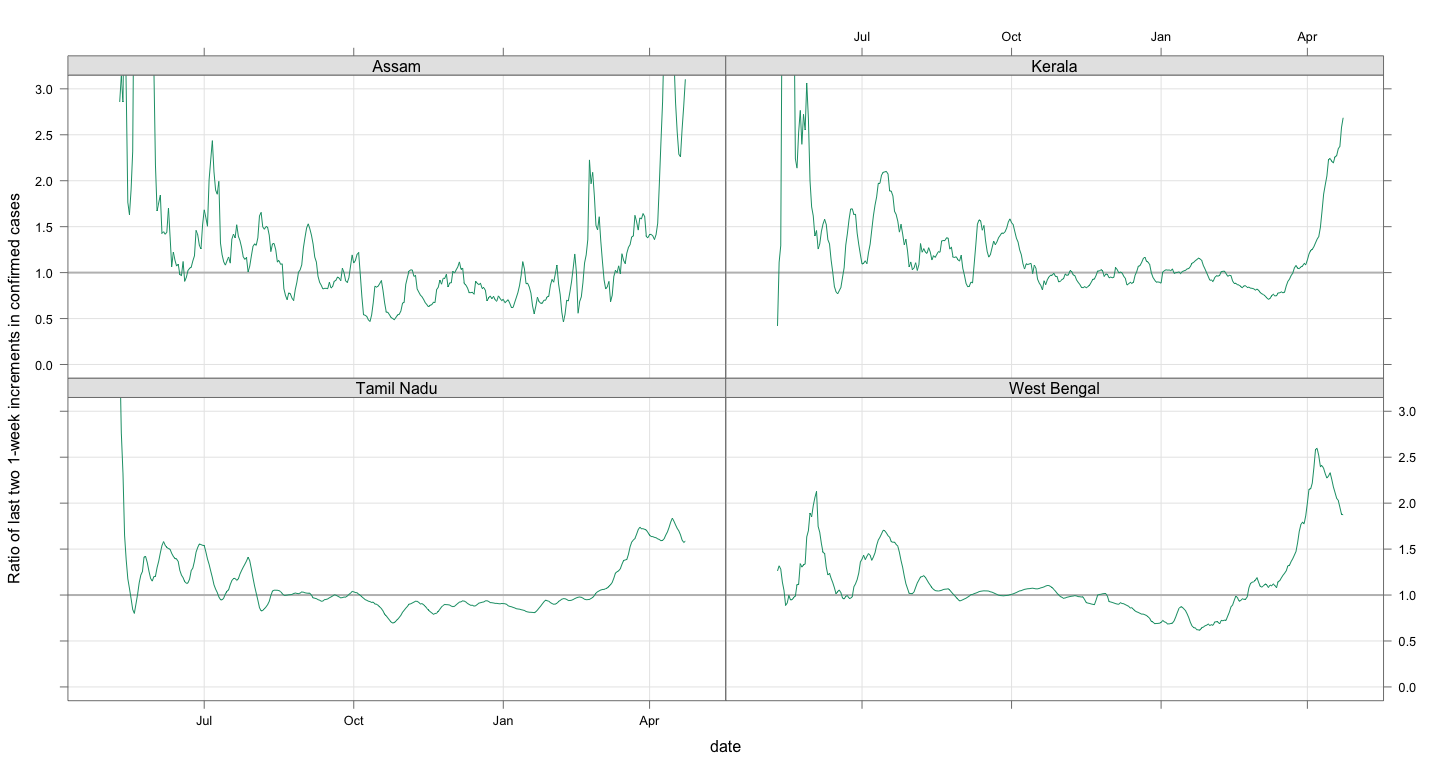 Jul Oct Jan Apr
Assam Kerala
3.0
2.5
2.0
1.5
1.0
0.5
0.0
Tamil Nadu West Bengal
3.0
2.5
2.0
1.5
1.0
0.5
0.0
Jul Oct Jan Apr
date
Ratio of last two 1-week increments in confirmed cases